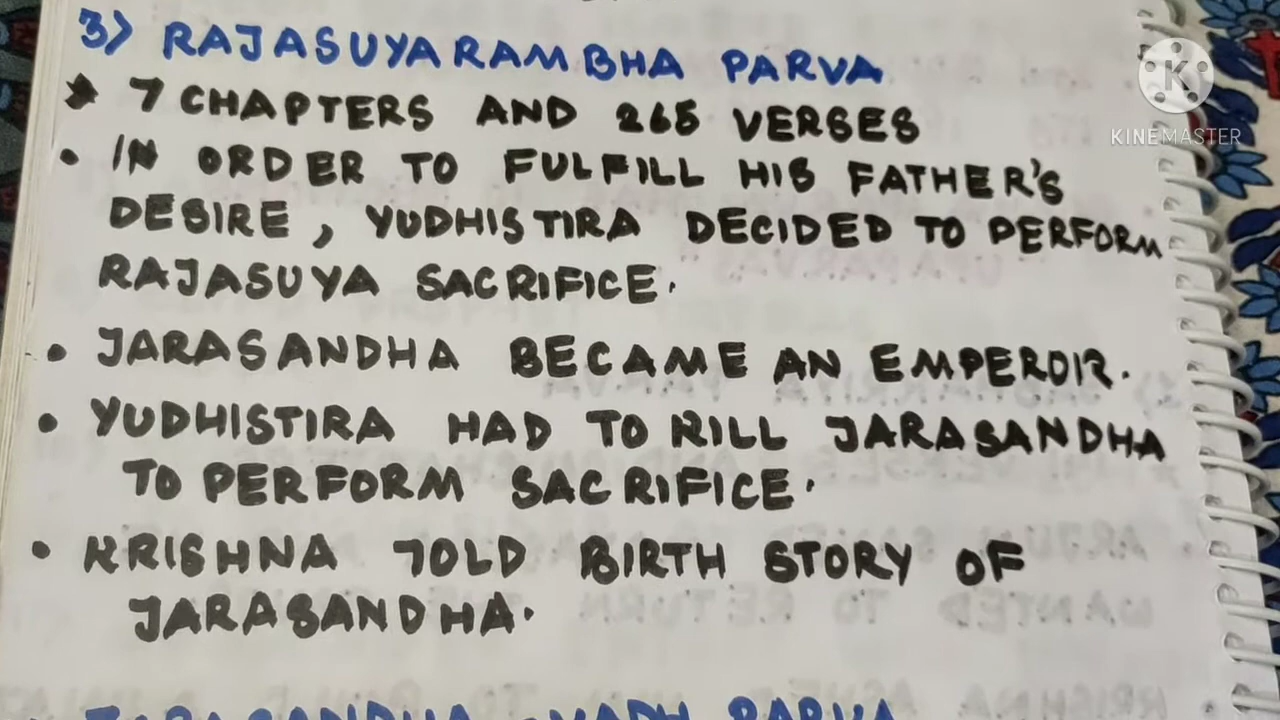 3) RAJASUYARAMBHA PARVA
K
KINEMASTER
* 7 CHAPTERS AND 265 VERSES
• IN ORDER TO FULFILL HIS FATHER'S
DESIRE, YUDHISTIRA DECIDED TO PERFORM
RAJASUYA SACRIFICE.
• JARASANDHA BECAME AN EMPEROIR.
• YUDHISTIRA HAD TO KILL JARASANDHA
TO PERFORM SACRIFICE.
• KRISHNA TOLD BIRTH STORY OF
JARASANDHA.
PARVA